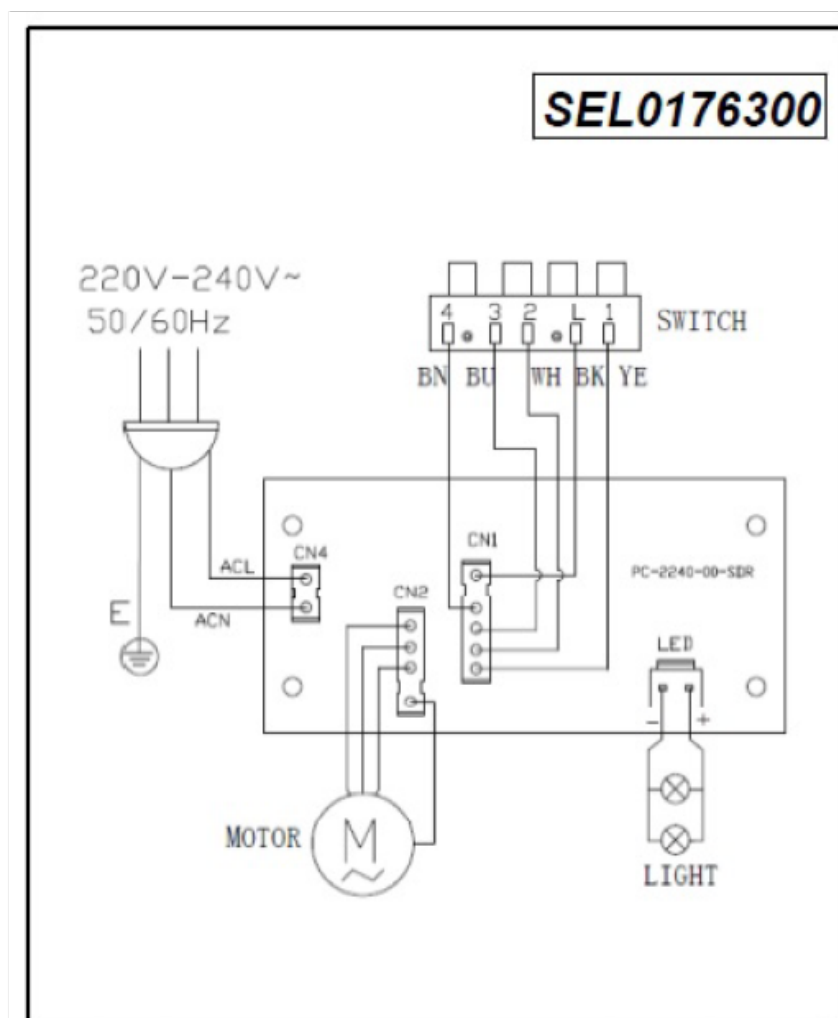 SEL0176300
220V-240V~
50/60Hz
4 3 2 L 1
SWITCH
BN BU WH BK YE
CN4
CN1
PC-2240-00-SDR
ACL
CN2
E
ACN
LED
- +
MOTOR
M
LIGHT